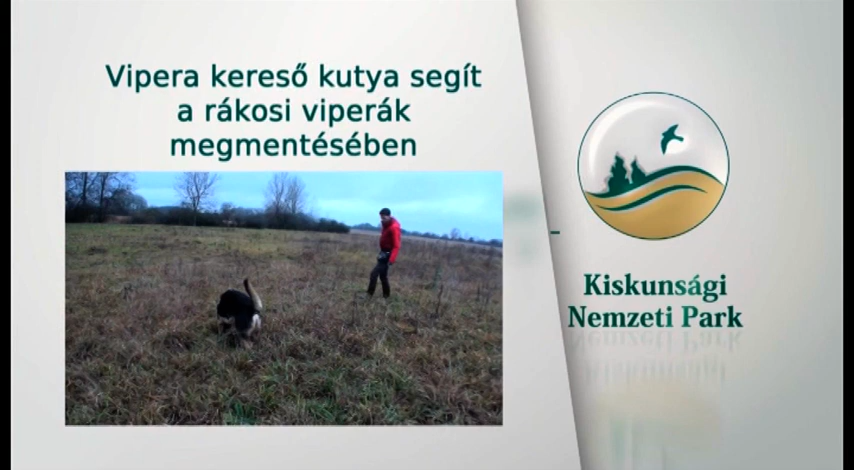 Vipera kereső kutya segít
a rákosi viperák
megmentésében
Kiskunsági
Nemzeti Park